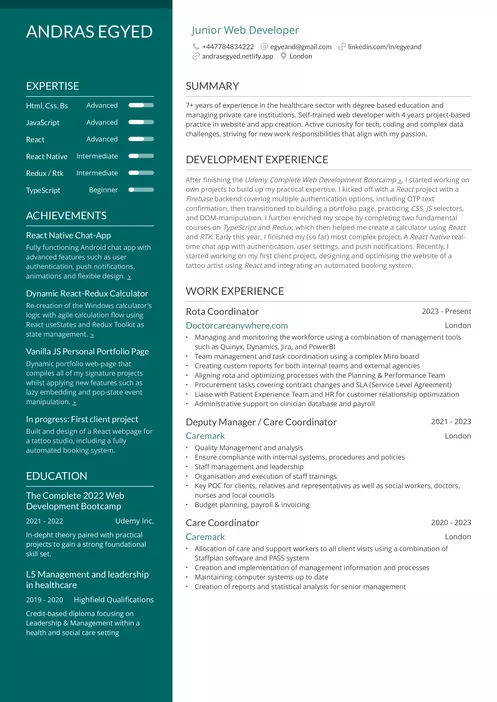 ANDRAS EGYED
EXPERTISE
Html, Css, Bs Advanced
JavaScript Advanced
React Advanced
React Native Intermediate
Redux / Rtk Intermediate
TypeScript Beginner
ACHIEVEMENTS
React Native Chat-App
Fully functioning Android chat app with
advanced features such as user
authentication, push notifications,
animations and flexible design. >
Dynamic React-Redux Calculator
Re-creation of the Windows calculator's
logic with agile calculation flow using
React useStates and Redux Toolkit as
state management. >
Vanilla JS Personal Portfolio Page
Dynamic portfolio web-page that
compiles all of my signature projects
whilst applying new features such as
lazy embedding and pop-state event
manipulation. >
In progress: First client project
Built and design of a React webpage for
a tattoo studio, including a fully
automated booking system.
EDUCATION
The Complete 2022 Web
Development Bootcamp
2021 - 2022 Udemy Inc.
In-depht theory paired with practical
projects to gain a strong foundational
skill set.
L5 Management and leadership
in healthcare
2019 - 2020 Highfield Qualifications
Credit-based diploma focusing on
Leadership & Management within a
health and social care setting
Junior Web Developer
+447784834222 egyeand@gmail.com linkedin.com/in/egyeand
andrasegyed.netlify.app London
SUMMARY
7+ years of experience in the healthcare sector with degree based education and
managing private care institutions. Self-trained web developer with 4 years project-based
practice in website and app creation. Active curiosity for tech, coding and complex data
challenges, striving for new work responsibilities that align with my passion.
DEVELOPMENT EXPERIENCE
After finishing the Udemy Complete Web Development Bootcamp >, I started working on
own projects to build up my practical expertise. I kicked off with a React project with a
Firebase backend covering multiple authentication options, including OTP text
confirmation, then transitioned to building a portfolio page, practicing CSS, JS selectors,
and DOM-manipulation. I further enriched my scope by completing two fundamental
courses on TypeScript and Redux, which then helped me create a calculator using React
and RTK. Early this year, I finished my (so far) most complex project: A React Native real-
time chat app with authentication, user settings, and push notifications. Recently, I
started working on my first client project, designing and optimising the website of a
tattoo artist using React and integrating an automated booking system.
WORK EXPERIENCE
Rota Coordinator 2023 - Present
Doctorcareanywhere.com London
• Managing and monitoring the workforce using a combination of management tools
such as Quinyx, Dynamics, Jira, and PowerBI
• Team management and task coordination using a complex Miro board
• Creating custom reports for both internal teams and external agencies
• Aligning rota and optimizing processes with the Planning & Performance Team
• Procurement tasks covering contract changes and SLA (Service Level Agreement)
• Liaise with Patient Experience Team and HR for customer relationship optimization
• Administrative support on clinician database and payroll
Deputy Manager / Care Coordinator 2021 - 2023
Caremark London
• Quality Management and analysis
• Ensure compliance with internal systems, procedures and policies
• Staff management and leadership
• Organisation and execution of staff trainings
• Key POC for clients, relatives and representatives as well as social workers, doctors,
nurses and local councils
• Budget planning, payroll & invoicing
Care Coordinator 2020 - 2023
Caremark London
• Allocation of care and support workers to all client visits using a combination of
Staffplan software and PASS system
• Creation and implementation of management information and processes
• Maintaining computer systems up to date
• Creation of reports and statistical analysis for senior management